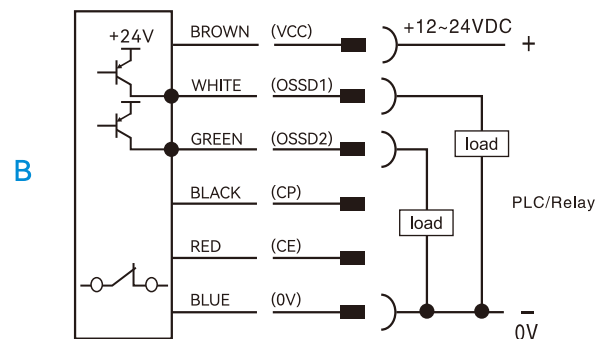 +24V
BROWN (VCC) +12~24VDC +
WHITE (OSSD1)
load
GREEN (OSSD2)
B
BLACK (CP)
PLC/Relay
load
RED (CE)
BLUE (0V) −
0V